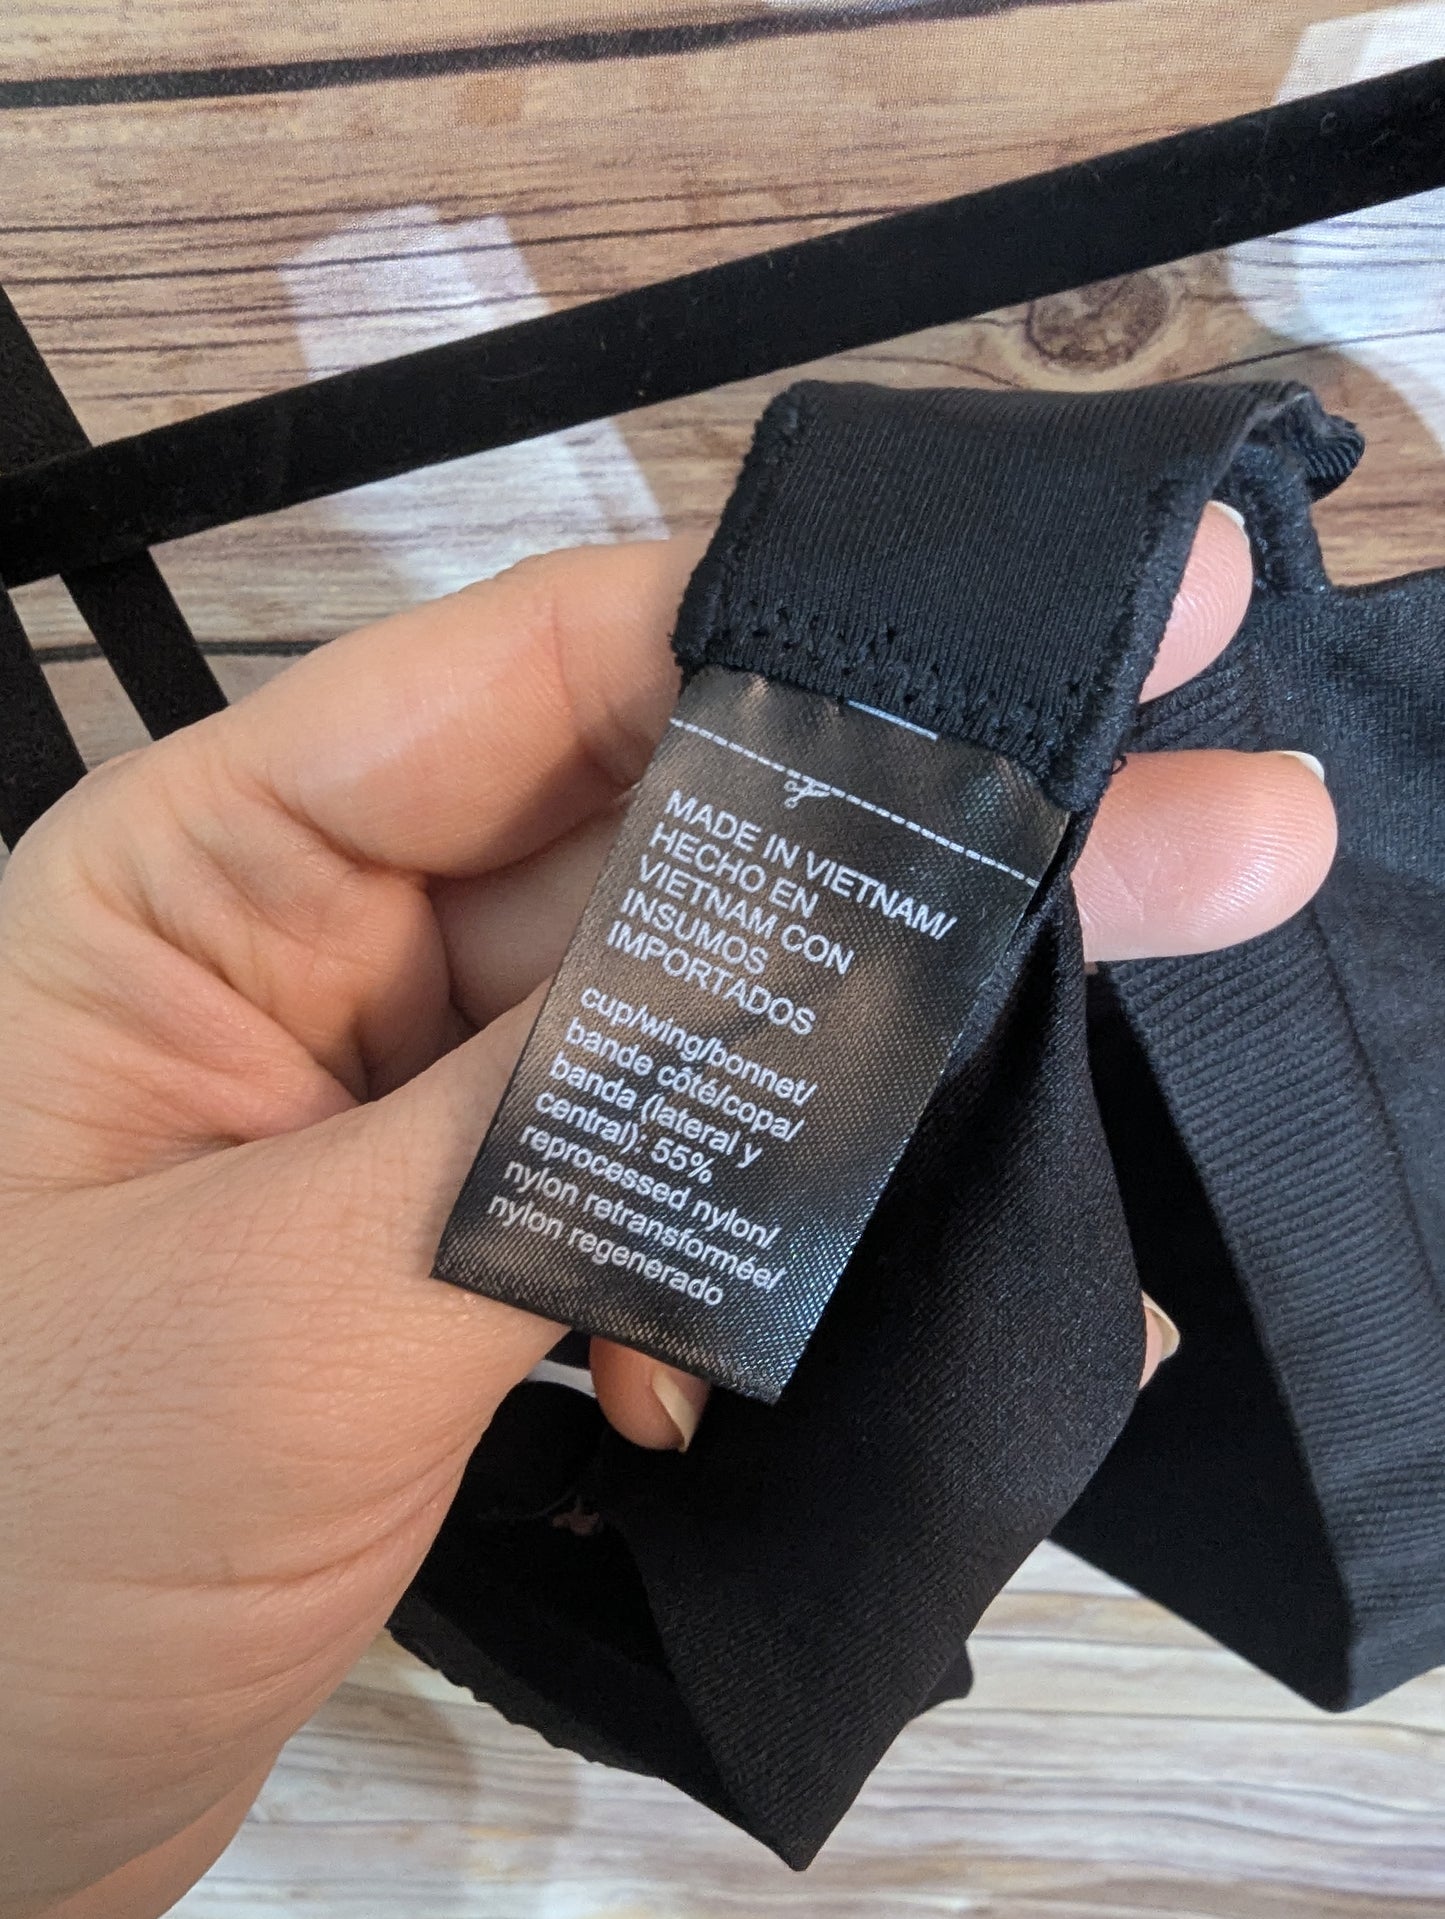 MADE IN VIETNAM/
HECHO EN
VIETNAM CON
INSUMOS
IMPORTADOS
cup/wing/bonnet/
bande côté/copa/
banda (lateral y
central): 55%
reprocessed nylon/
nylon retransformée/
nylon regenerado